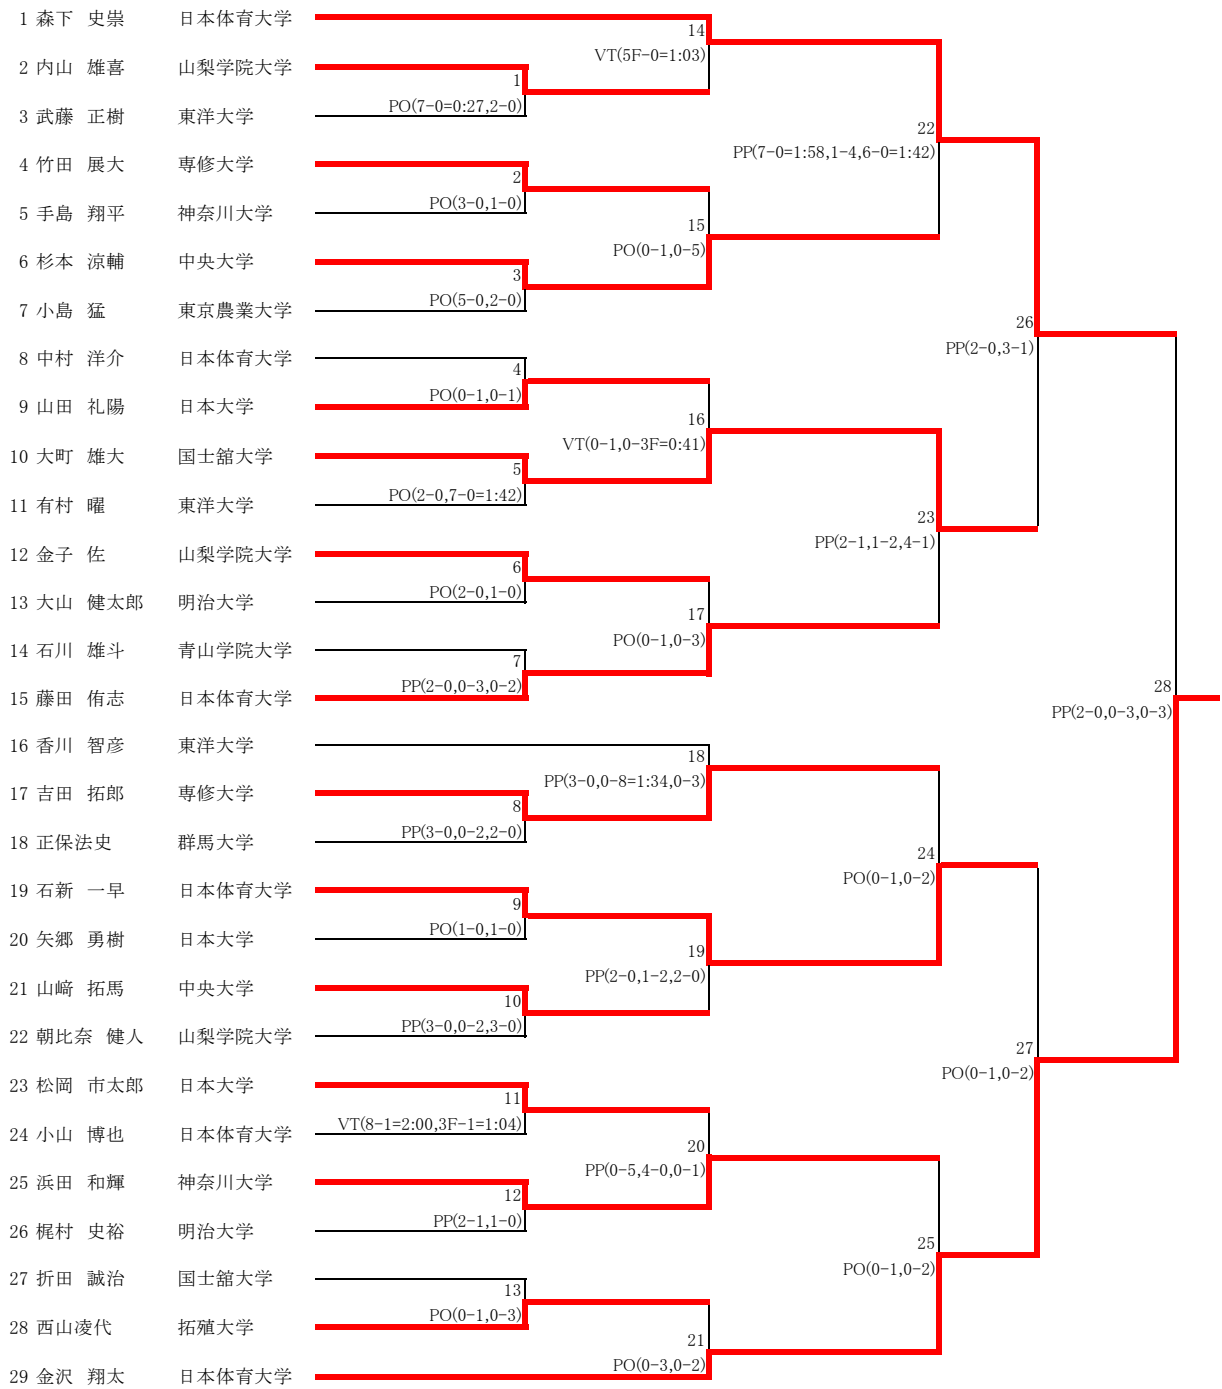 1 森下 史崇 日本体育大学
14
VT(5F-0=1:03)
2 内山 雄喜 山梨学院大学
1
PO(7-0=0:27,2-0)
3 武藤 正樹 東洋大学
22
PP(7-0=1:58,1-4,6-0=1:42)
4 竹田 展大 専修大学
2
PO(3-0,1-0)
5 手島 翔平 神奈川大学
15
PO(0-1,0-5)
6 杉本 涼輔 中央大学
3
PO(5-0,2-0)
7 小島 猛 東京農業大学
26
PP(2-0,3-1)
8 中村 洋介 日本体育大学
4
PO(0-1,0-1)
9 山田 礼陽 日本大学
16
VT(0-1,0-3F=0:41)
10 大町 雄大 国士舘大学
5
PO(2-0,7-0=1:42)
11 有村 曜 東洋大学
23
PP(2-1,1-2,4-1)
12 金子 佐 山梨学院大学
6
PO(2-0,1-0)
13 大山 健太郎 明治大学
17
PO(0-1,0-3)
14 石川 雄斗 青山学院大学
7
PP(2-0,0-3,0-2)
15 藤田 侑志 日本体育大学
28
PP(2-0,0-3,0-3)
16 香川 智彦 東洋大学
18
PP(3-0,0-8=1:34,0-3)
17 吉田 拓郎 専修大学
8
PP(3-0,0-2,2-0)
18 正保法史 群馬大学
24
PO(0-1,0-2)
19 石新 一早 日本体育大学
9
PO(1-0,1-0)
20 矢郷 勇樹 日本大学
19
PP(2-0,1-2,2-0)
21 山﨑 拓馬 中央大学
10
PP(3-0,0-2,3-0)
22 朝比奈 健人 山梨学院大学
27
PO(0-1,0-2)
23 松岡 市太郎 日本大学
11
VT(8-1=2:00,3F-1=1:04)
24 小山 博也 日本体育大学
20
PP(0-5,4-0,0-1)
25 浜田 和輝 神奈川大学
12
PP(2-1,1-0)
26 梶村 史裕 明治大学
25
PO(0-1,0-2)
27 折田 誠治 国士舘大学
13
PO(0-1,0-3)
28 西山凌代 拓殖大学
21
PO(0-3,0-2)
29 金沢 翔太 日本体育大学